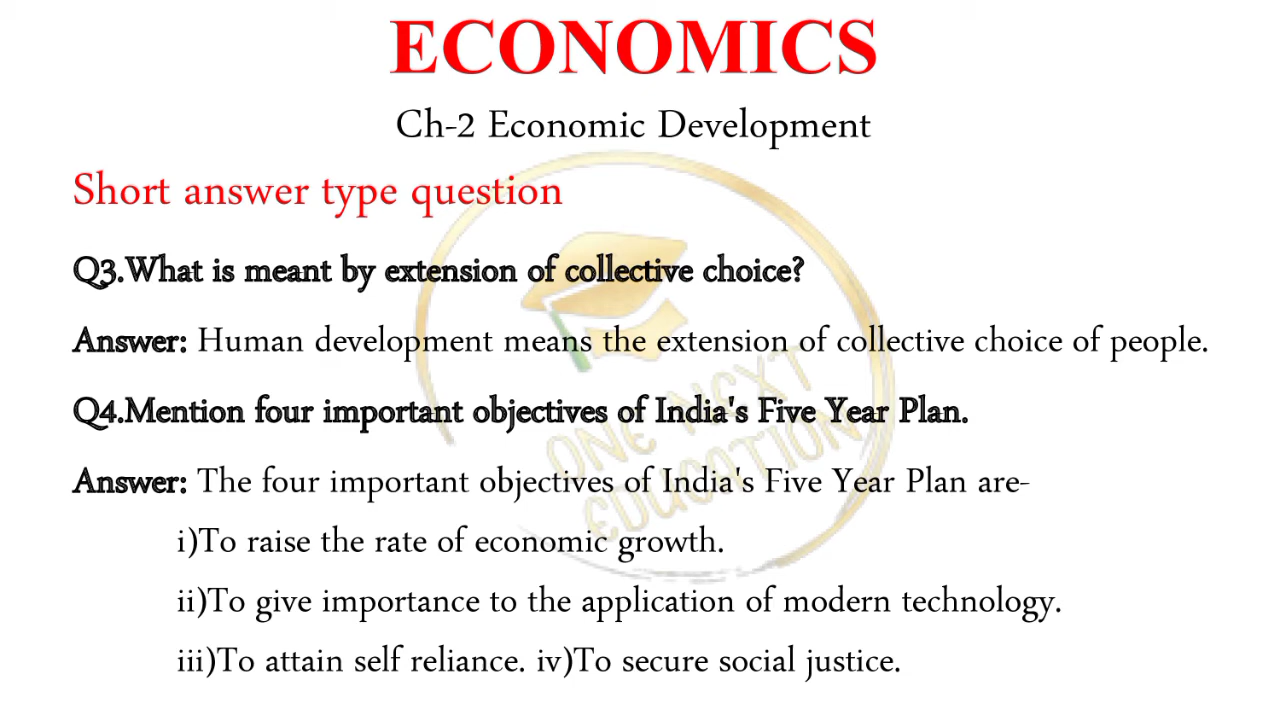 ECONOMICS
Ch-2 Economic Development
Short answer type question
Q3.What is meant by extension of collective choice?
Answer: Human development means the extension of collective choice of people.
Q4.Mention four important objectives of India's Five Year Plan.
Answer: The four important objectives of India's Five Year Plan are-
i)To raise the rate of economic growth.
ii)To give importance to the application of modern technology.
iii)To attain self reliance. iv)To secure social justice.
ONE NEXT
EDUCATION